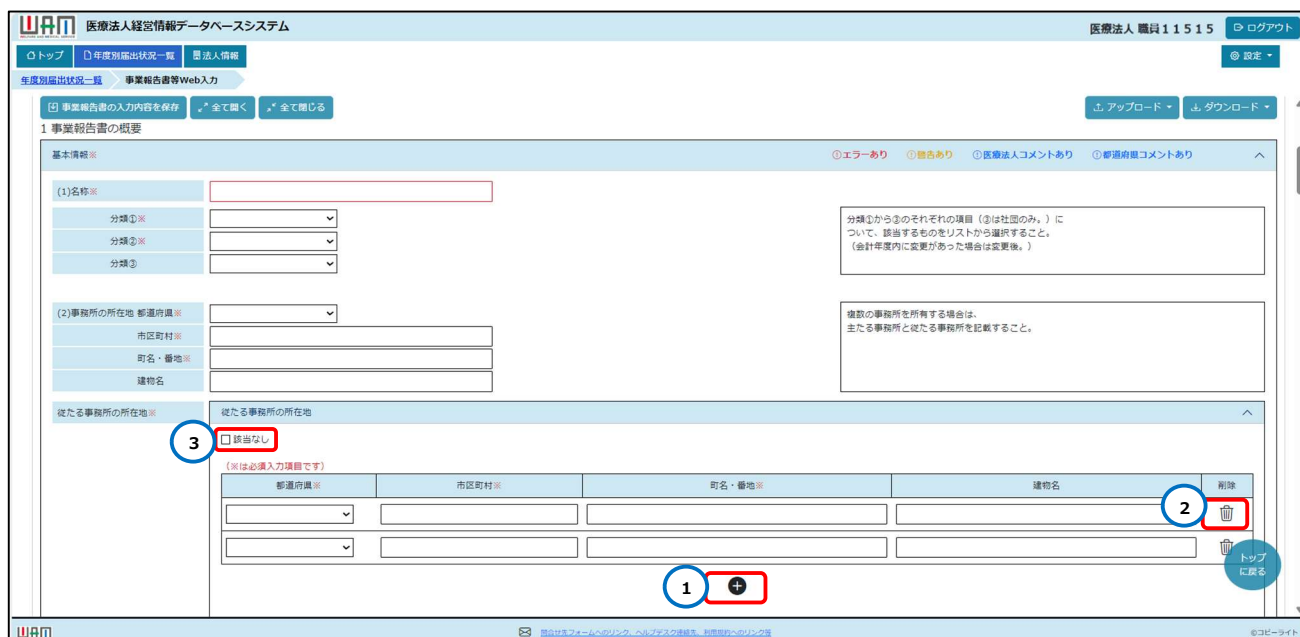 WAM 医療法人経営情報データベースシステム 医療法人 職員11515 ログアウト
トップ 年度別届出状況一覧 法人情報 設定
年度別届出状況一覧 事業報告書等Web入力
事業報告書の入力内容を保存 全て開く 全て閉じる アップロード ダウンロード
1 事業報告書の概要
基本情報※ ①エラーあり ①警告あり ①医療法人コメントあり ①都道府県コメントあり
(1)名称※
分類①※
分類②※
分類③
分類①から③のそれぞれの項目(③は社団のみ。)に
ついて、該当するものをリストから選択すること。
(会計年度内に変更があった場合は変更後。)
(2)事務所の所在地 都道府県※
市区町村※
町名・番地※
建物名
複数の事務所を所有する場合は、
主たる事務所と従たる事務所を記載すること。
従たる事務所の所在地※ 従たる事務所の所在地
3 該当なし
(※は必須入力項目です)
都道府県※ 市区町村※ 町名・番地※ 建物名 削除
2
トップ
に戻る
1
WAM 問合せ先フォームへのリンク、ヘルプデスク連絡先、利用規約へのリンク等 ©コピーライト